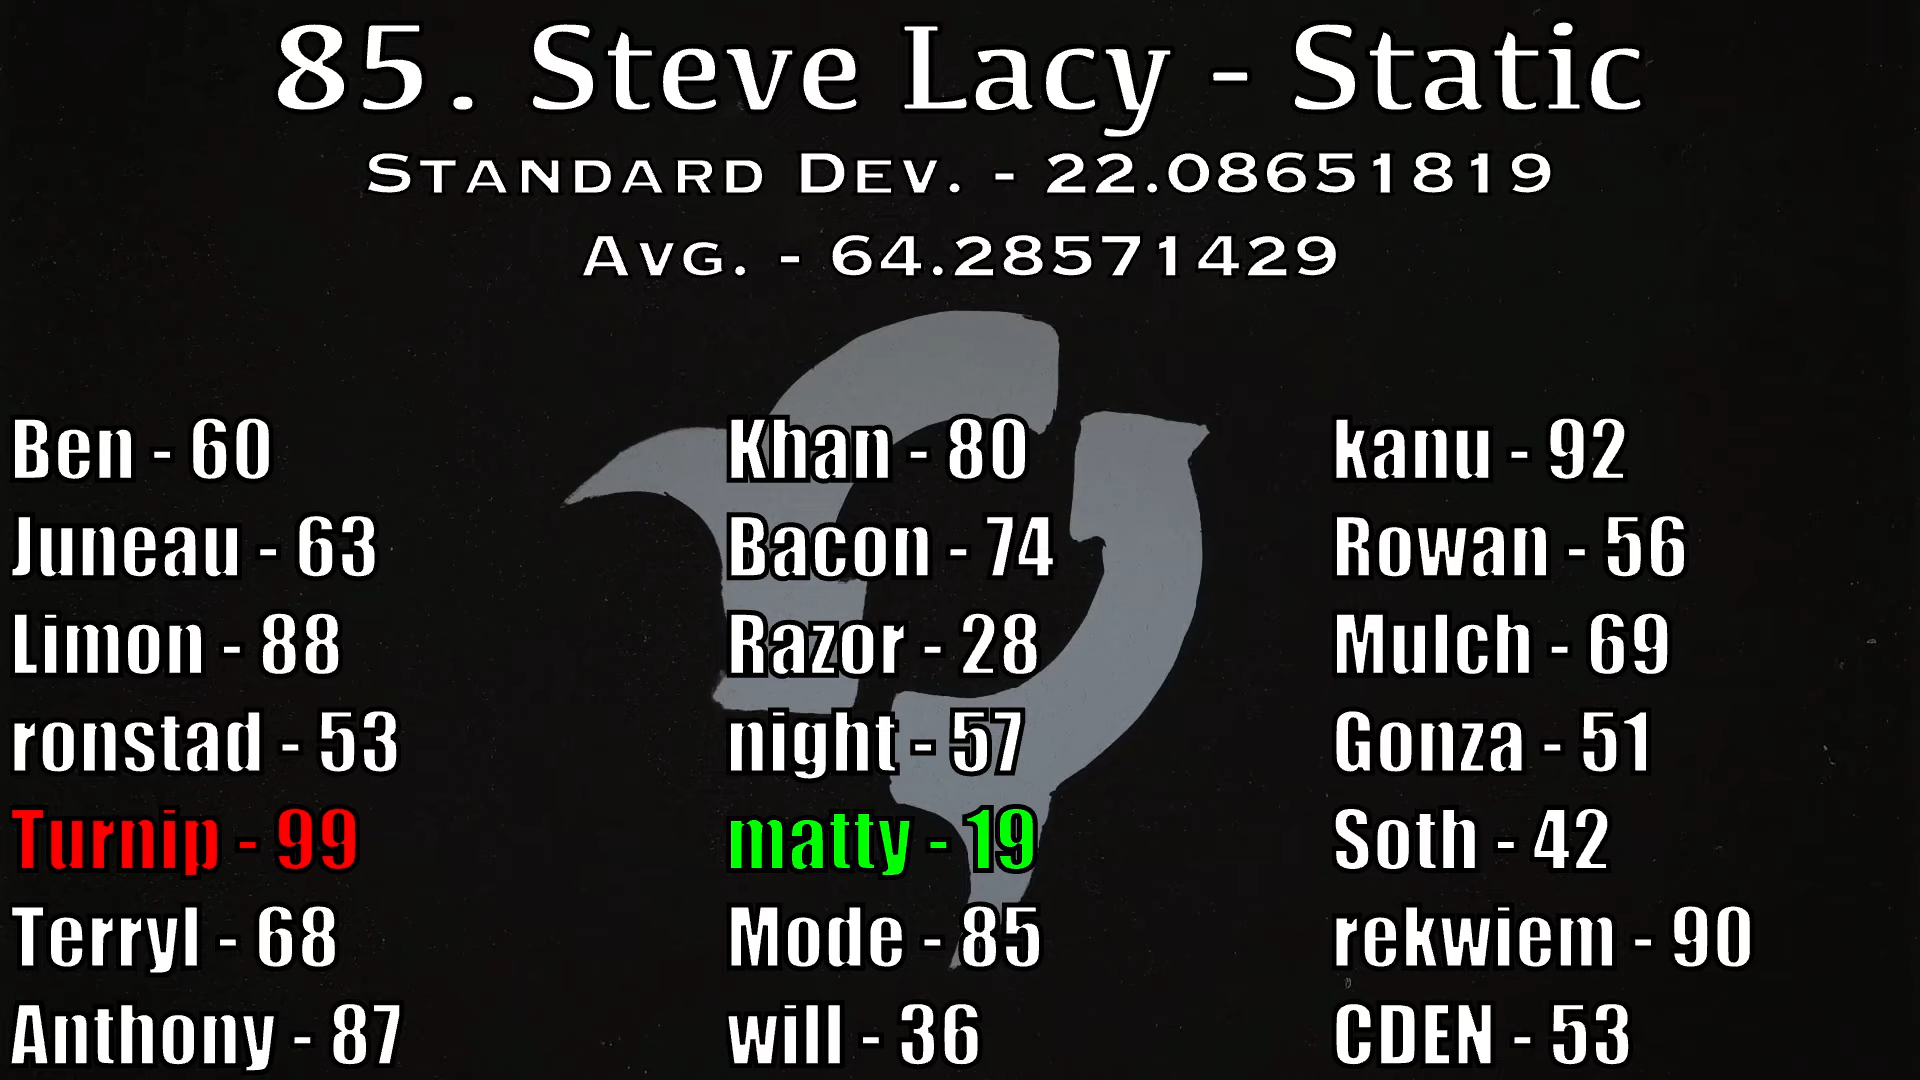 85. Steve Lacy - Static
Standard Dev. - 22.08651819
Avg. - 64.28571429
Ben - 60
Juneau - 63
Limon - 88
ronstad - 53
Turnip - 99
Terryl - 68
Anthony - 87
Khan - 80
Bacon - 74
Razor - 28
night - 57
matty - 19
Mode - 85
will - 36
kanu - 92
Rowan - 56
Mulch - 69
Gonza - 51
Soth - 42
rekwiem - 90
CDEN - 53